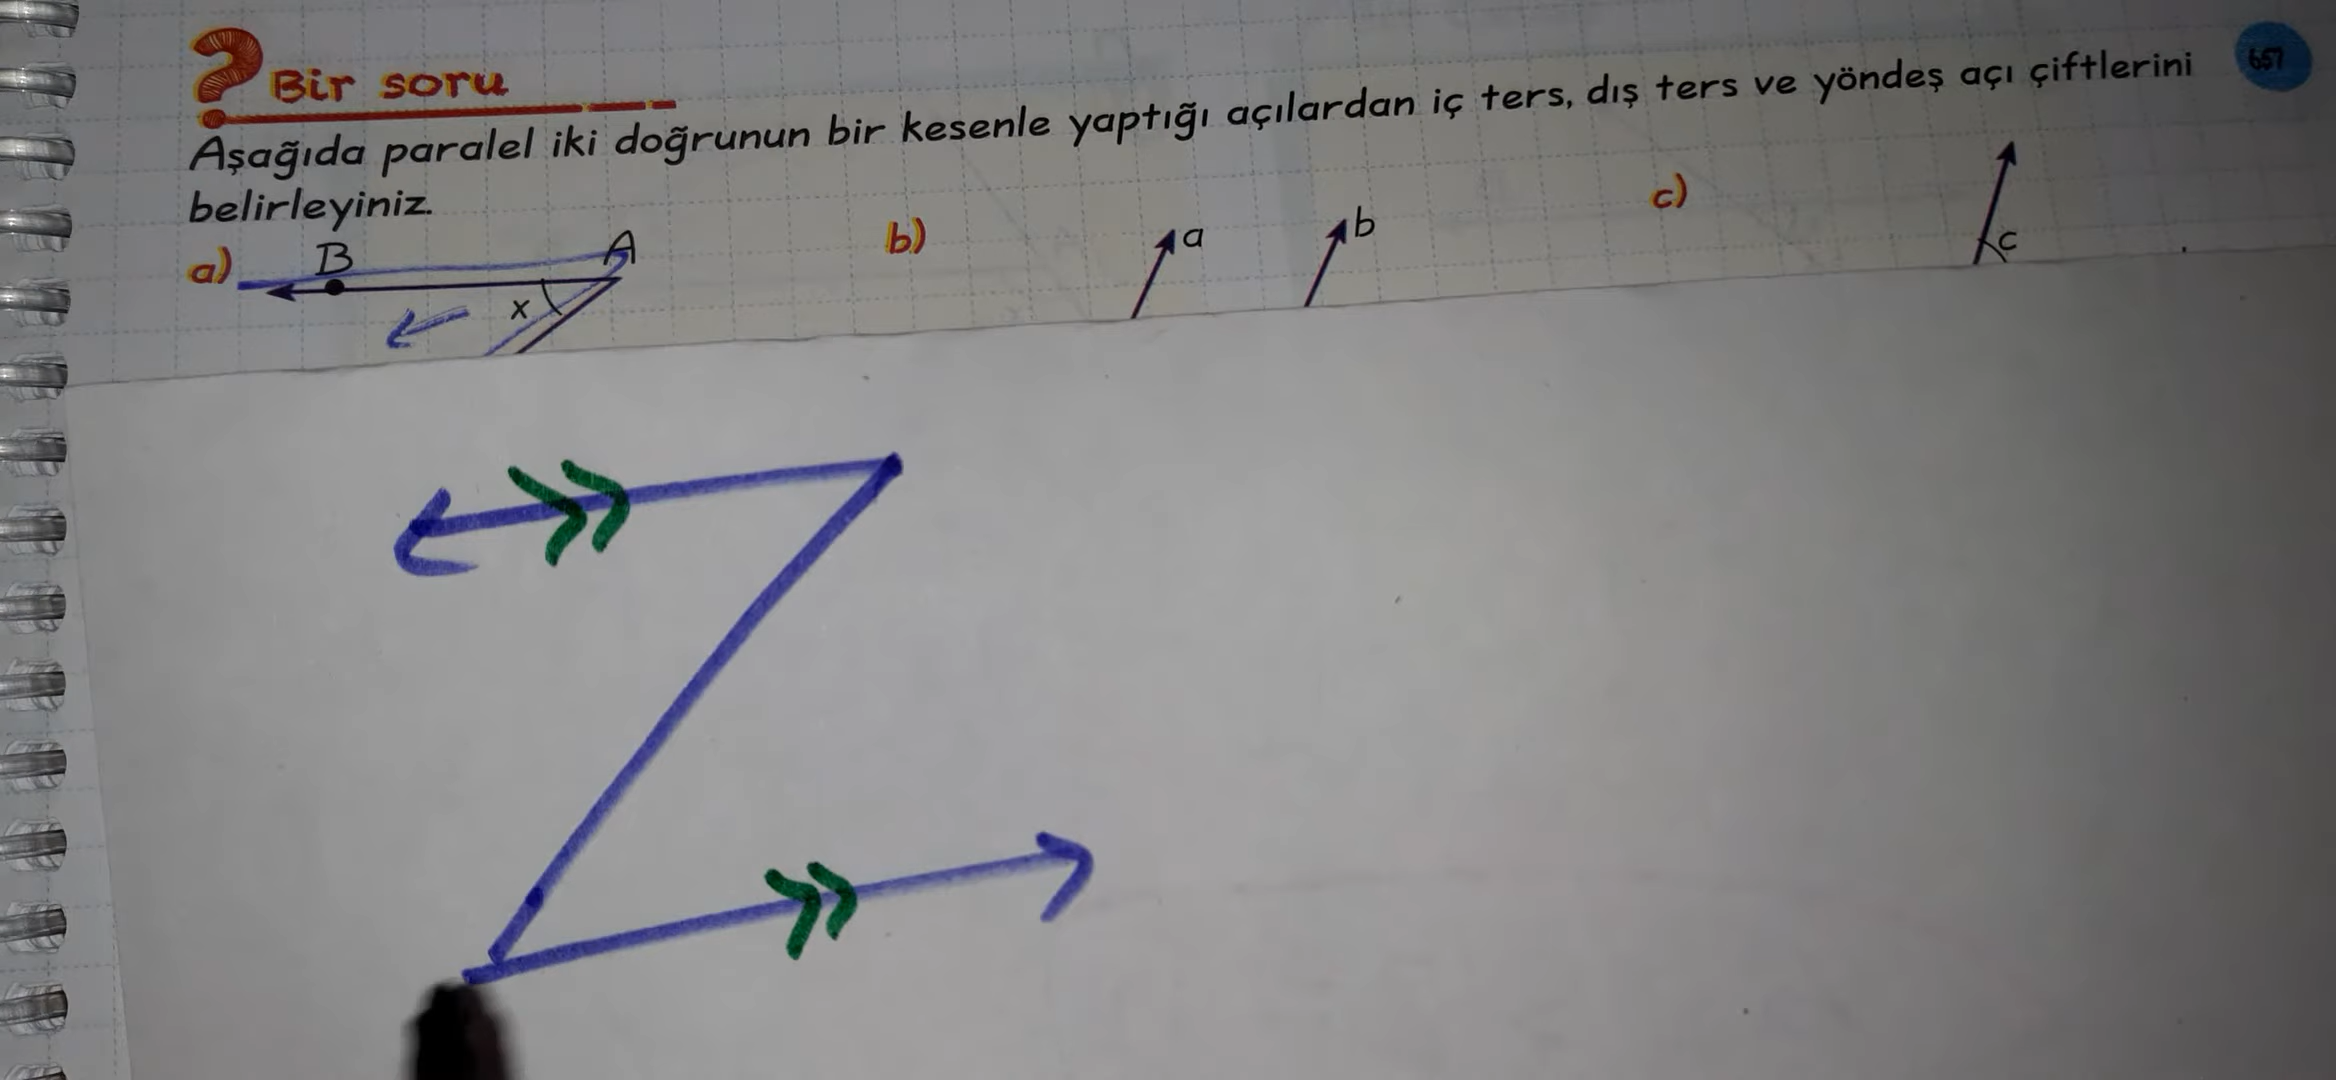 ? Bir soru
Aşağıda paralel iki doğrunun bir kesenle yaptığı açılardan iç ters, dış ters ve yöndeş açı çiftlerini
belirleyiniz.
657
a)
B
A
x
b)
a
b
c)
c